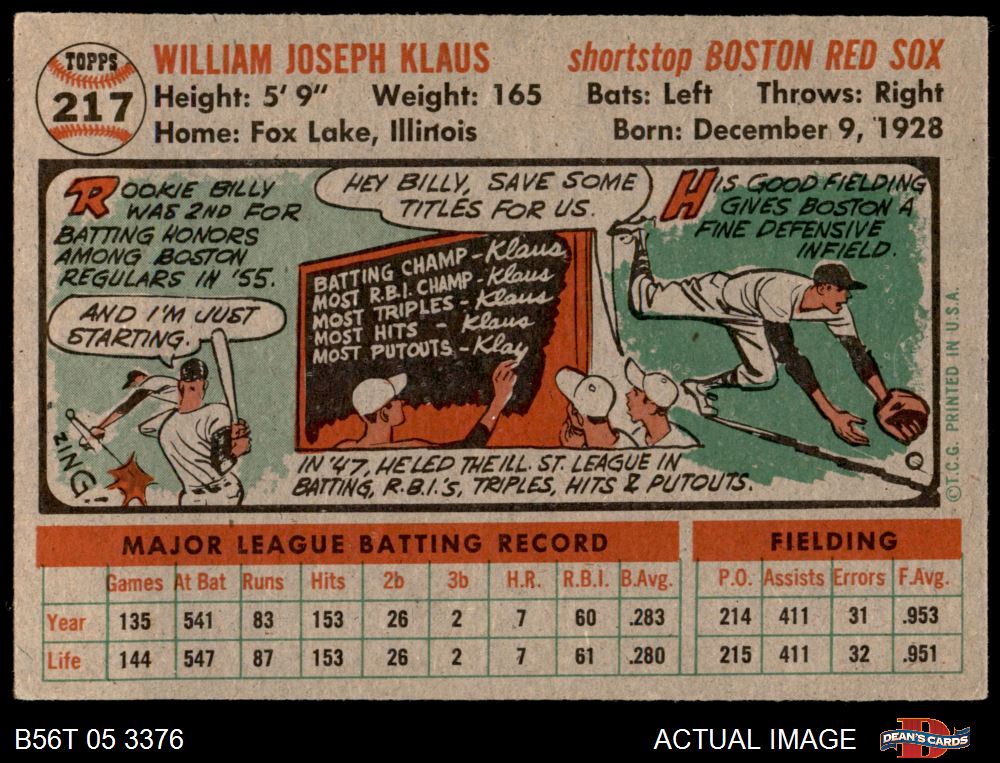 TOPPS
217
WILLIAM JOSEPH KLAUS
shortstop BOSTON RED SOX
Height: 5' 9" Weight: 165 Bats: Left Throws: Right
Home: Fox Lake, Illinois Born: December 9, 1928
ROOKIE BILLY
WAS 2ND FOR
BATTING HONORS
AMONG BOSTON
REGULARS IN '55.
AND I'M JUST
STARTING.
ZING!
HEY BILLY, SAVE SOME
TITLES FOR US.
BATTING CHAMP - Klaus
MOST R.B.I. CHAMP - Klaus
MOST TRIPLES - Klaus
MOST HITS - Klaus
MOST PUTOUTS - Klay
IN '47, HE LED THE ILL. ST. LEAGUE IN
BATTING, R.B.I.'S, TRIPLES, HITS & PUTOUTS.
HIS GOOD FIELDING
GIVES BOSTON A
FINE DEFENSIVE
INFIELD.
©T.C.G. PRINTED IN U.S.A.
MAJOR LEAGUE BATTING RECORD FIELDING
Games At Bat Runs Hits 2b 3b H.R. R.B.I. B.Avg. P.O. Assists Errors F.Avg.
Year 135 541 83 153 26 2 7 60 .283 214 411 31 .953
Life 144 547 87 153 26 2 7 61 .280 215 411 32 .951
B56T 05 3376
ACTUAL IMAGE
DEAN'S CARDS